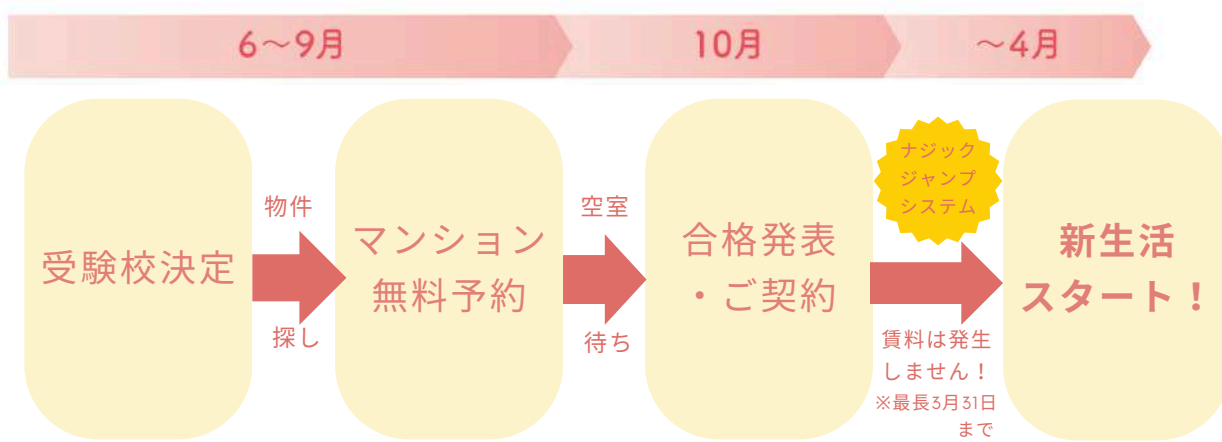 6～9月
10月
～4月
受験校決定
物件
探し
マンション
無料予約
空室
待ち
合格発表
・ご契約
ナジック
ジャンプ
システム
賃料は発生
しません！
※最長3月31日
まで
新生活
スタート！